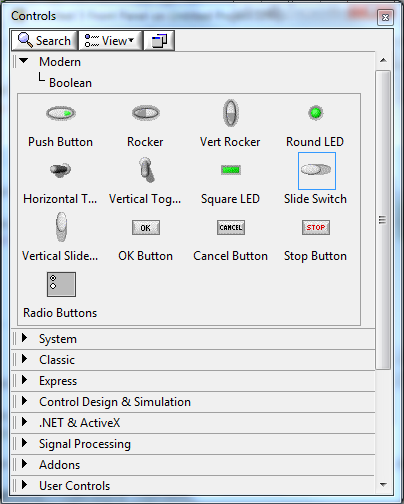 Controls
Search View
Modern
Boolean
Push Button Rocker Vert Rocker Round LED
Horizontal T... Vertical Tog... Square LED Slide Switch
OK CANCEL STOP
Vertical Slide... OK Button Cancel Button Stop Button
Radio Buttons
System
Classic
Express
Control Design & Simulation
.NET & ActiveX
Signal Processing
Addons
User Controls